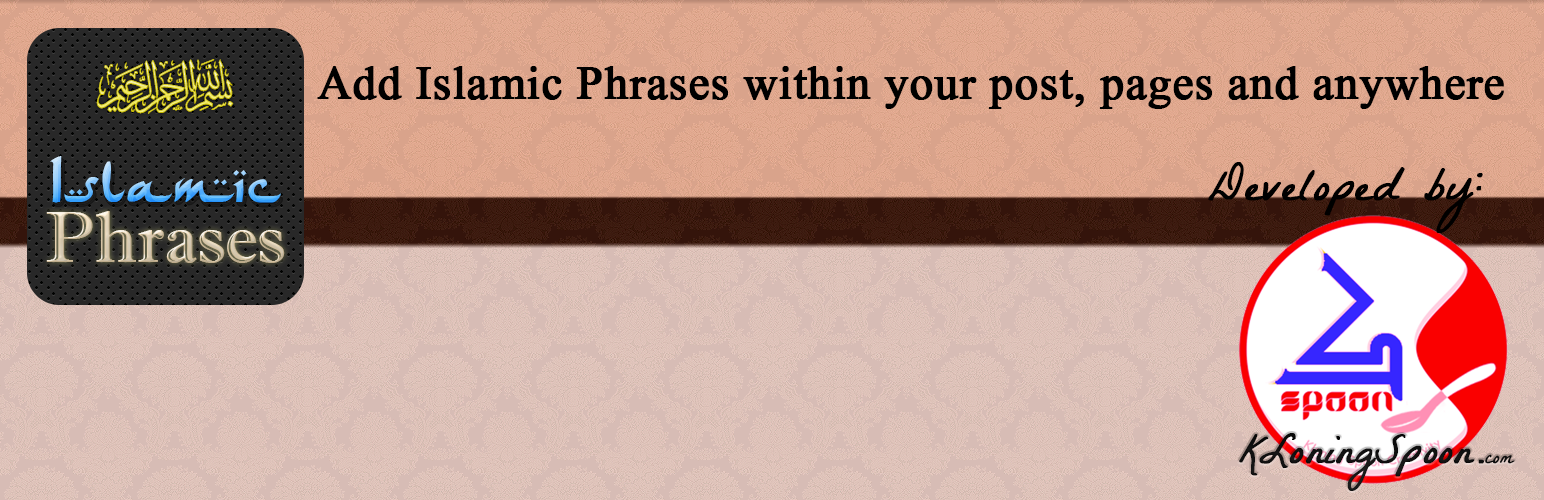 بسم الله الرحمن الرحيم
Islamic
Phrases
Add Islamic Phrases within your post, pages and anywhere
Developed by:
spoon
KLoningSpoon.com